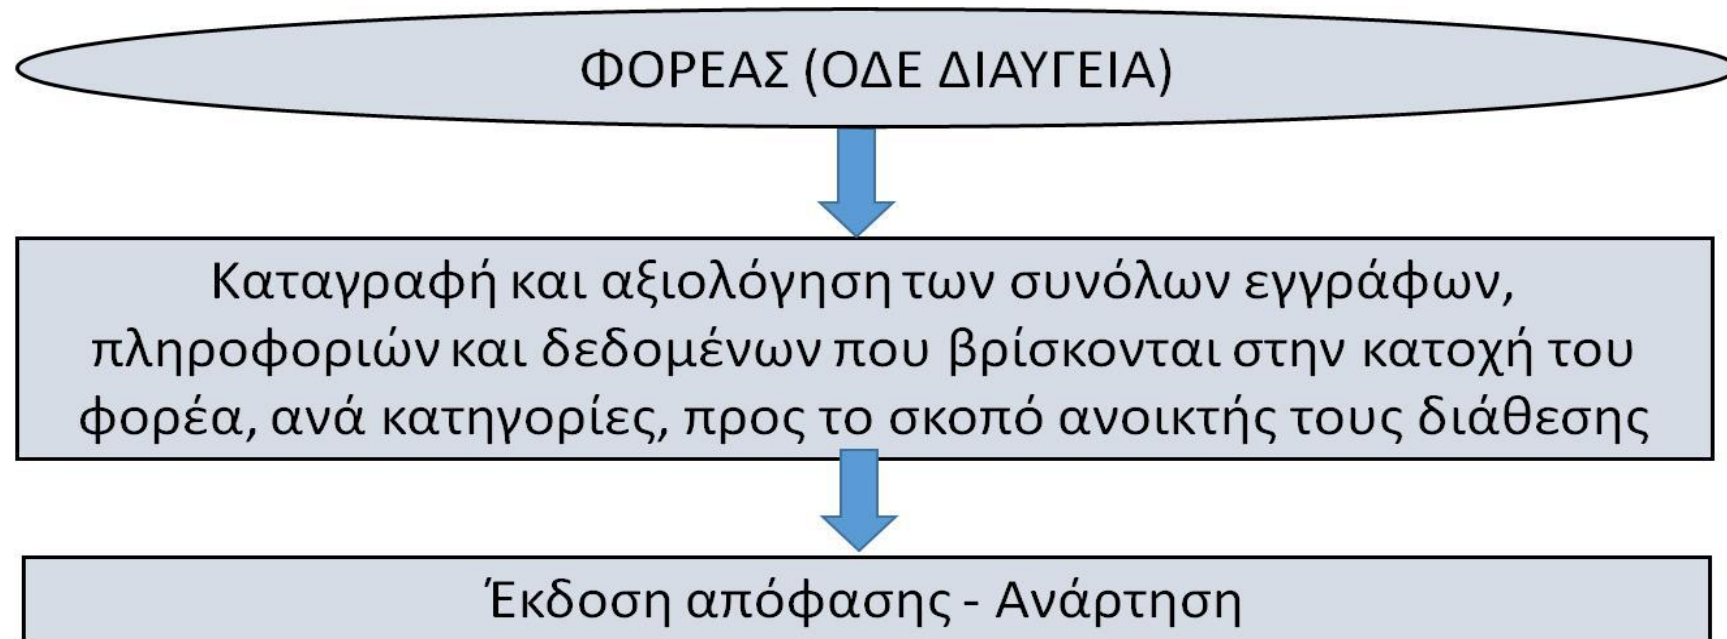 ΦΟΡΕΑΣ (ΟΔΕ ΔΙΑΥΓΕΙΑ)
Καταγραφή και αξιολόγηση των συνόλων εγγράφων,
πληροφοριών και δεδομένων που βρίσκονται στην κατοχή του
φορέα, ανά κατηγορίες, προς το σκοπό ανοικτής τους διάθεσης
Έκδοση απόφασης - Ανάρτηση